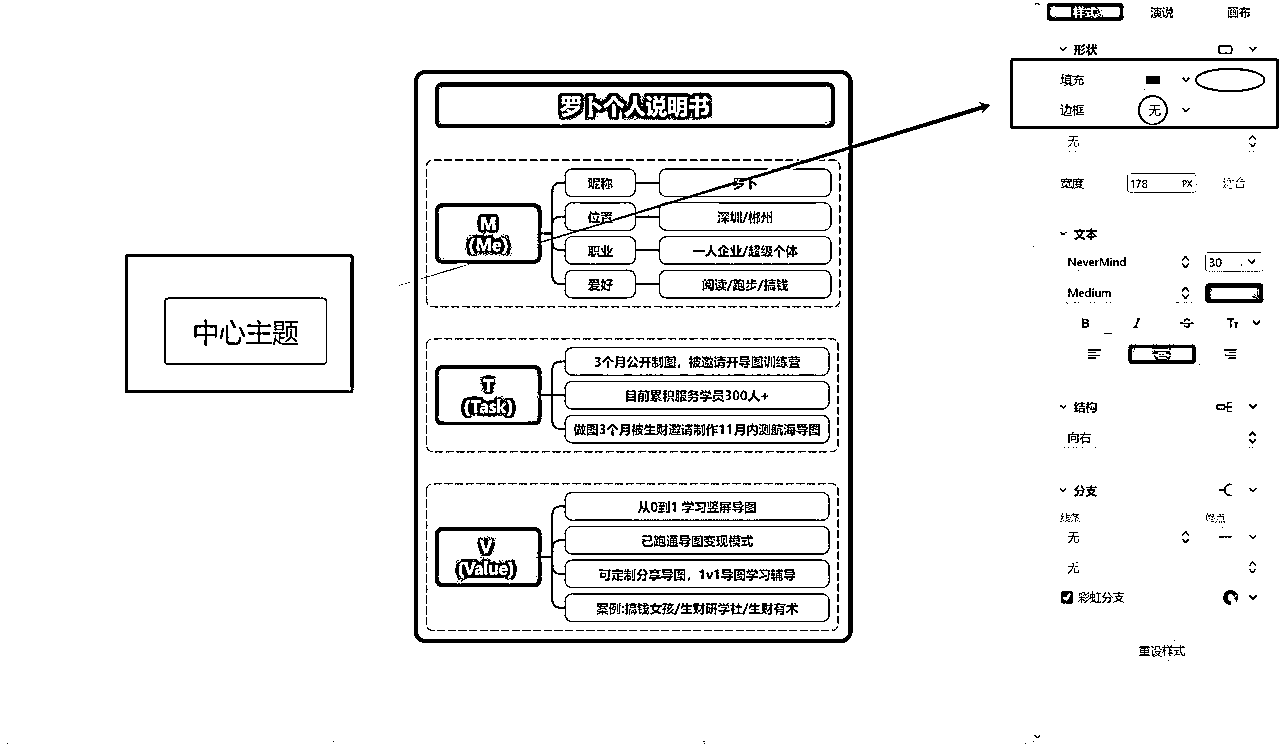 中心主题
罗卜个人说明书
M
(Me)
昵称
罗卜
位置
深圳/郴州
职业
一人企业/超级个体
爱好
阅读/跑步/搞钱
T
(Task)
3个月公开制图，被邀请开导图训练营
目前累积服务学员300人+
做图3个月被生财邀请制作11月内测航海导图
V
(Value)
从0到1 学习竖屏导图
已跑通导图变现模式
可定制分享导图，1v1导图学习辅导
案例:搞钱女孩/生财研学社/生财有术
样式 演说 画布
形状
填充
边框 无
无
宽度 178 PX 适合
文本
NeverMind 30
Medium
B I S Tт
结构
向右
分支
线条 终点
无
无
彩虹分支
重设样式